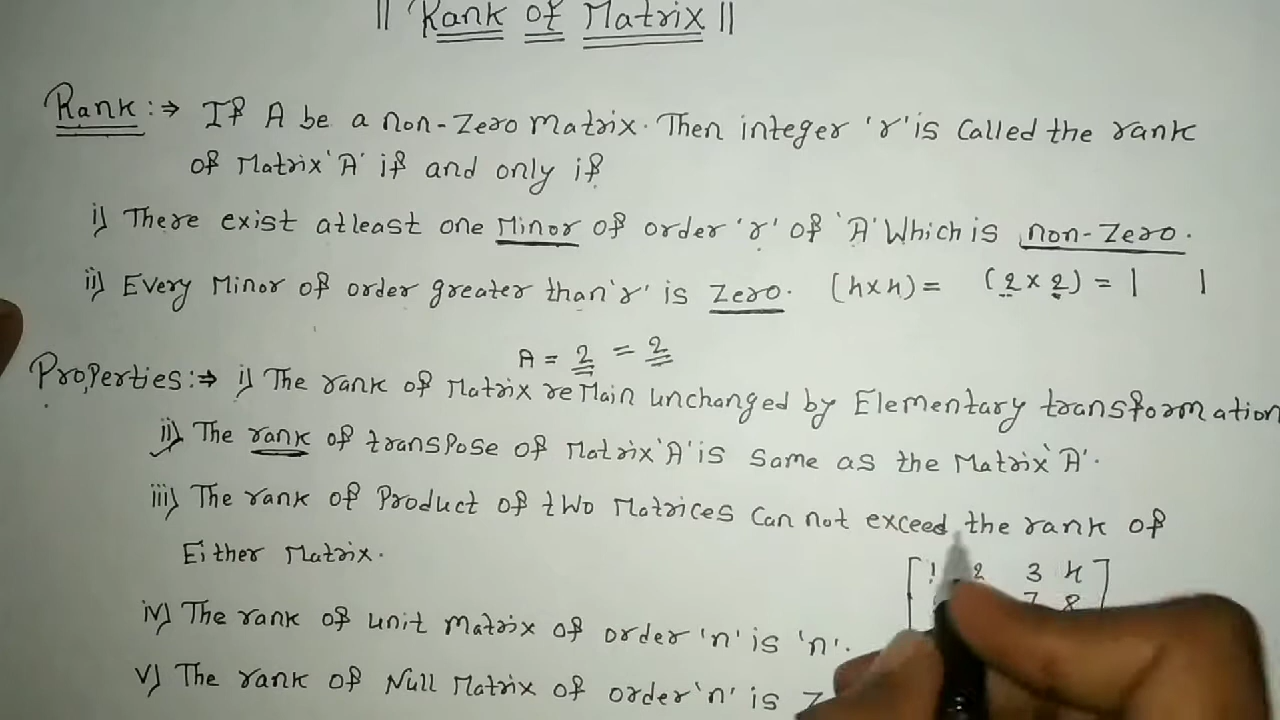 || Rank of Matrix ||
Rank :⇒ If A be a non-Zero matrix. Then integer 'r' is called the rank
of Matrix 'A' if and only if
i) There exist atleast one Minor of order 'r' of 'A' Which is non-Zero.
ii) Every Minor of order greater than 'r' is Zero. (n×n) = (2 × 2) = | |
A = 2 = 2
Properties :⇒ i) The rank of Matrix remain unchanged by Elementary transformation
ii) The rank of transpose of Matrix 'A' is same as the Matrix 'A'.
iii) The rank of Product of two Matrices Can not exceed the rank of
Either Matrix.
1 2 3 4
7 8
iv) The rank of unit matrix of order 'n' is 'n'.
v) The rank of Null Matrix of order 'n' is